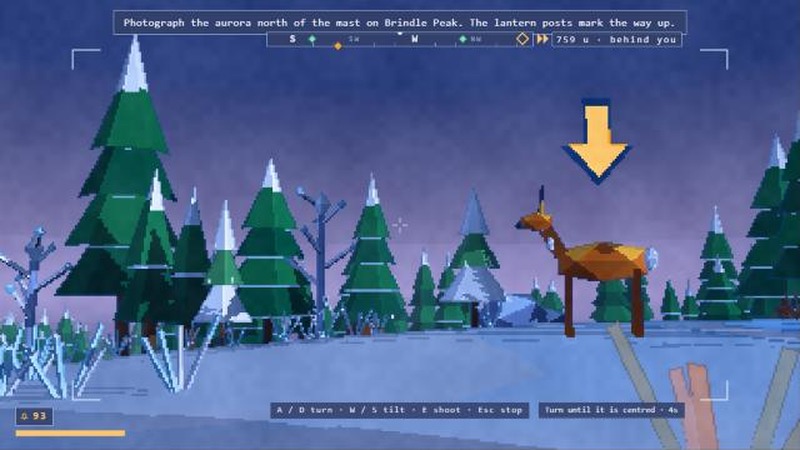 Photograph the aurora north of the mast on Brindle Peak. The lantern posts mark the way up.
S SW W NW 759 u · behind you
A / D turn · W / S tilt · E shoot · Esc stop
Turn until it is centred · 4s
93